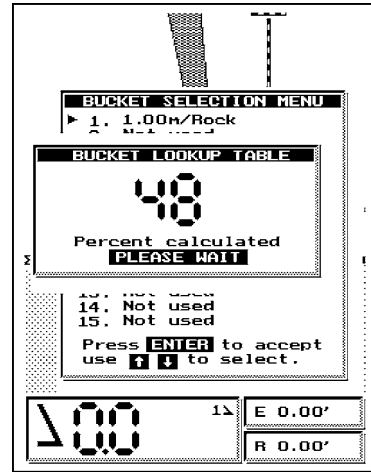 BUCKET SELECTION MENU
1. 1.00m/Rock
BUCKET LOOKUP TABLE
48
Percent calculated
PLEASE WAIT
14. Not used
15. Not used
Press ENTER to accept
use ↑ ↓ to select.
0.0
1
E 0.00'
R 0.00'